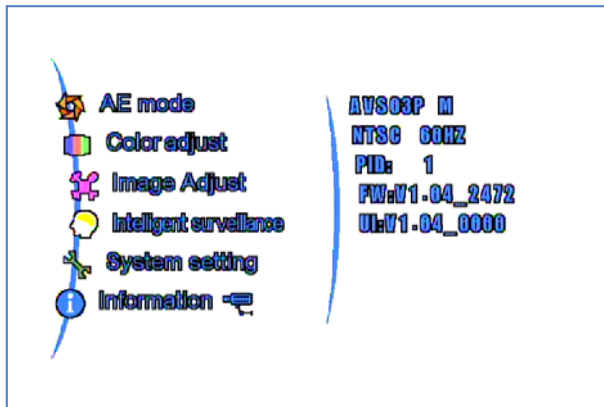 AE mode
Color adjust
Image Adjust
Intelligent surveillance
System setting
Information
AVS03P M
NTSC 60HZ
PID: 1
FW:V1.04_2472
UI:V1.04_0000